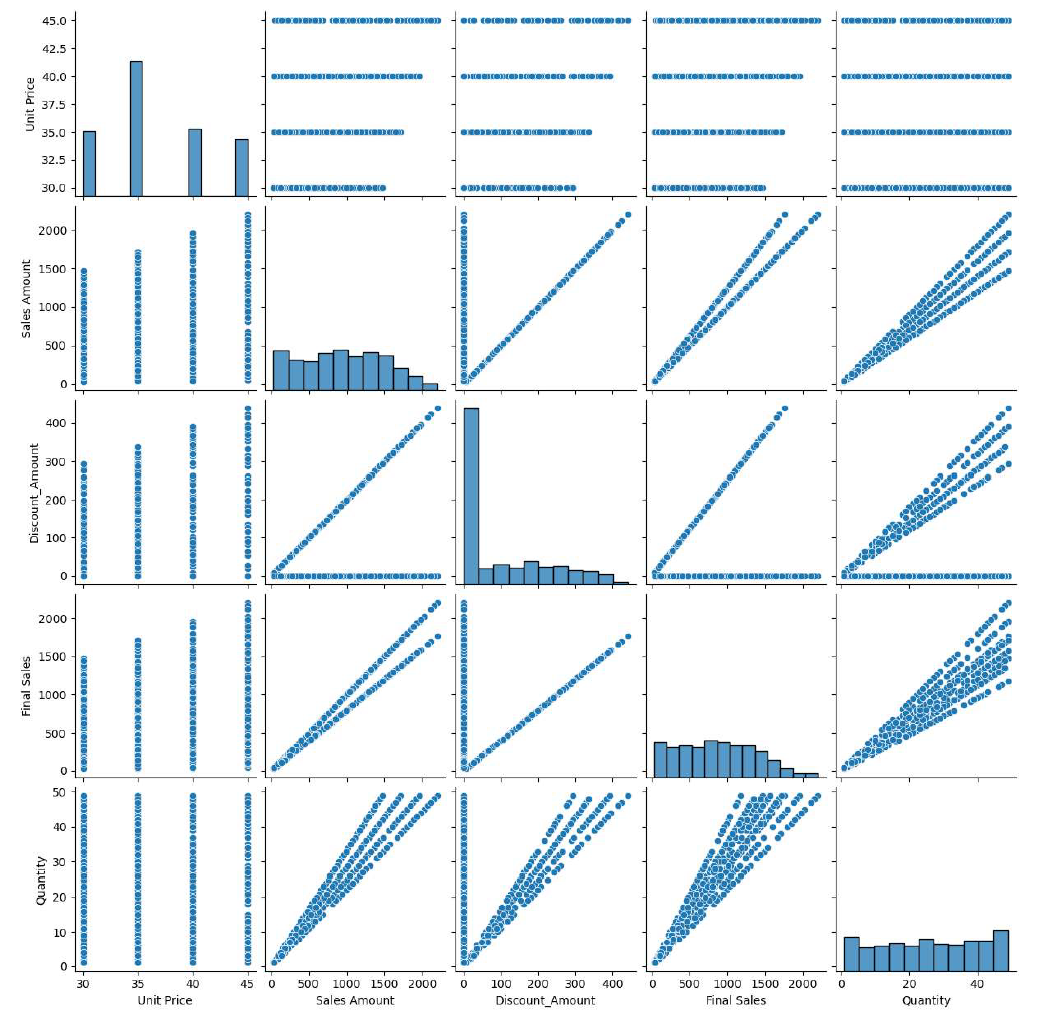 45.0
42.5
40.0
37.5
35.0
32.5
30.0
Unit Price
2000
1500
1000
500
0
Sales Amount
400
300
200
100
0
Discount_Amount
2000
1500
1000
500
0
Final Sales
50
40
30
20
10
0
Quantity
30 35 40 45
Unit Price
0 500 1000 1500 2000
Sales Amount
0 100 200 300 400
Discount_Amount
0 500 1000 1500 2000
Final Sales
0 20 40
Quantity